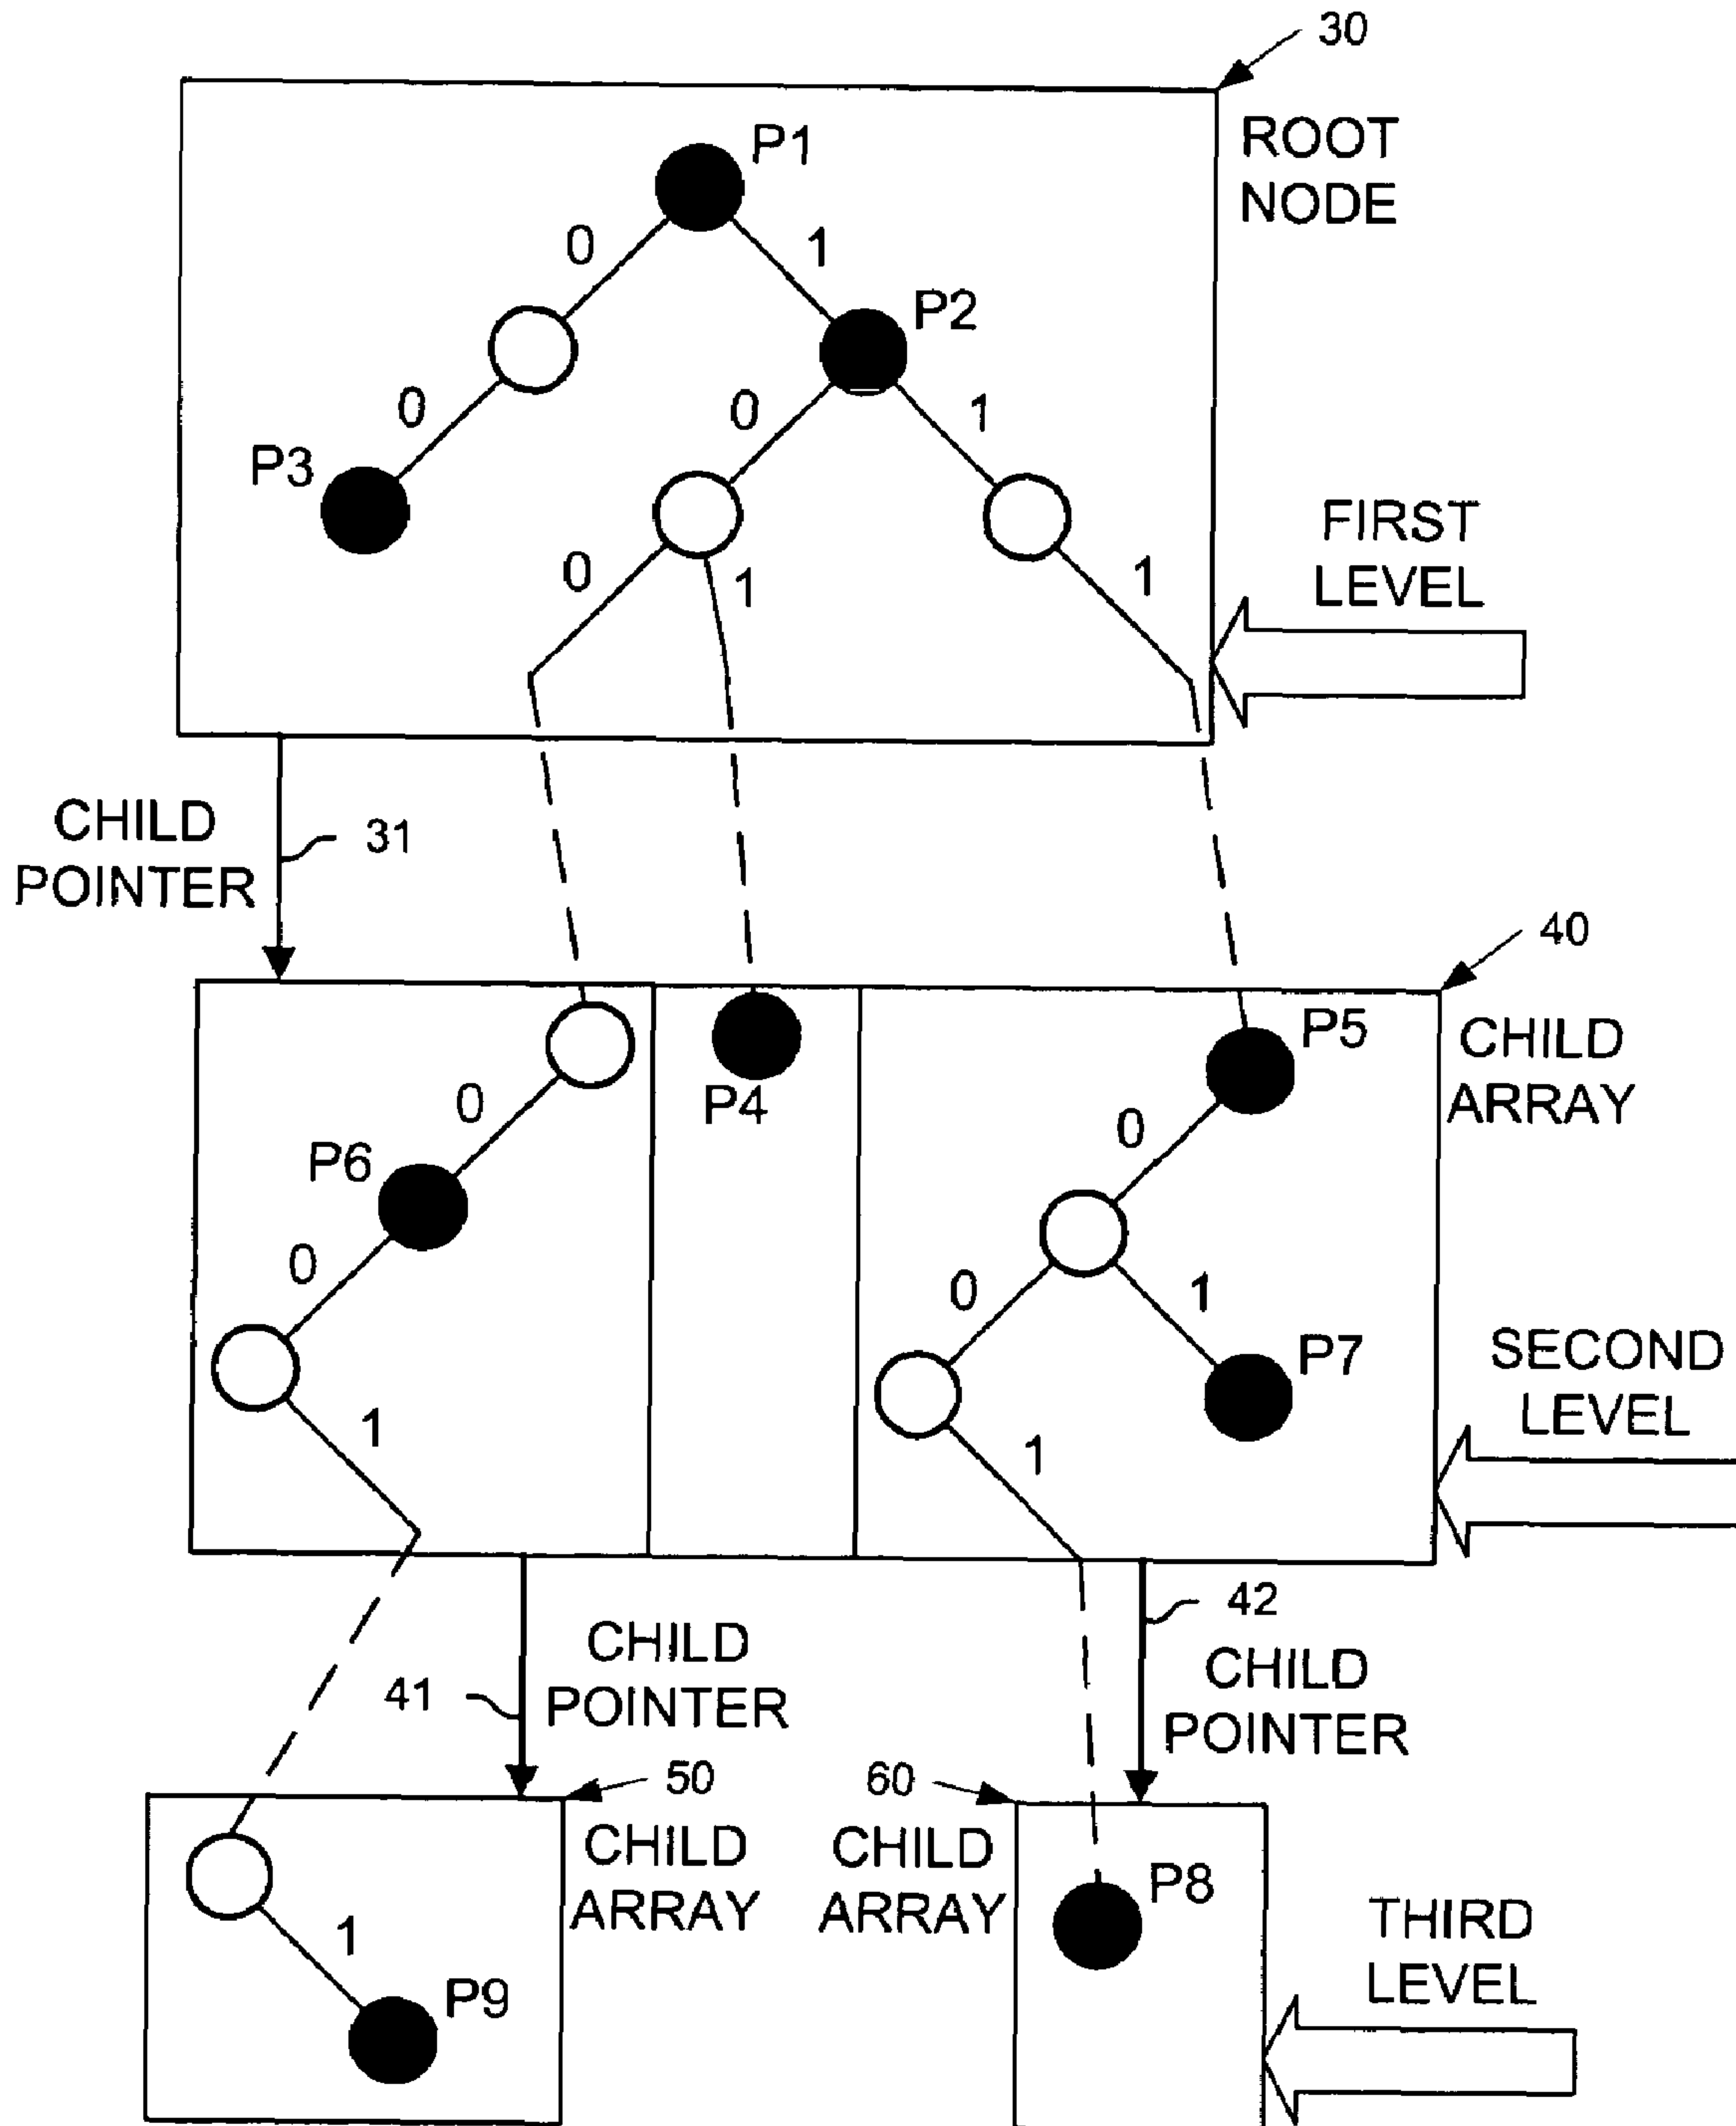 30
ROOT
NODE
P1
0
1
P2
0
0
1
P3
0
1
1
FIRST
LEVEL
CHILD
POINTER
31
40
CHILD
ARRAY
P5
P4
0
0
P6
0
0
1
P7
1
1
SECOND
LEVEL
42
CHILD
POINTER
41
CHILD
POINTER
50
CHILD
ARRAY
60
CHILD
ARRAY
P8
1
P9
THIRD
LEVEL